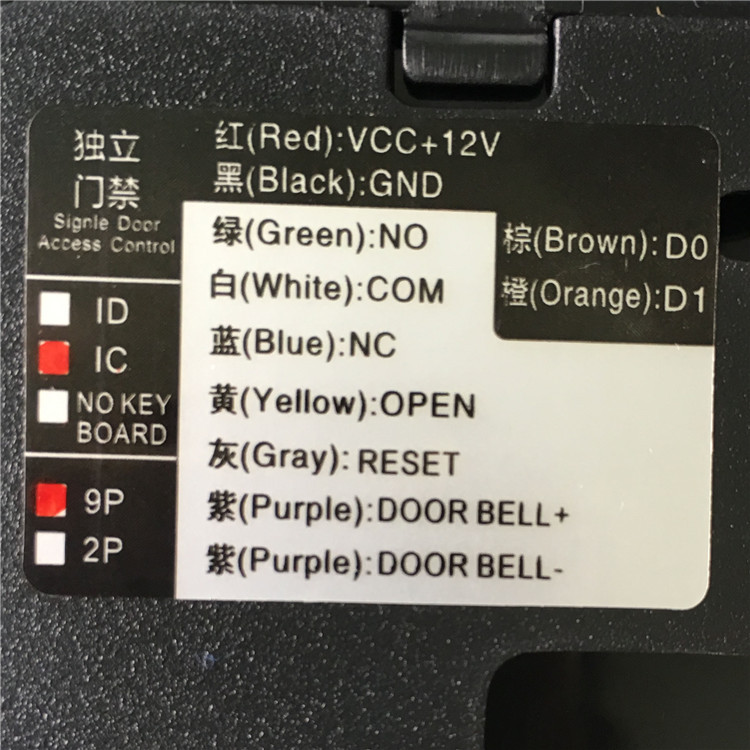 独立
门禁
Signle Door
Access Control
ID
IC
NO KEY
BOARD
9P
2P
红(Red):VCC+12V
黑(Black):GND
绿(Green):NO
白(White):COM
蓝(Blue):NC
黄(Yellow):OPEN
灰(Gray):RESET
紫(Purple):DOOR BELL+
紫(Purple):DOOR BELL-
棕(Brown):D0
橙(Orange):D1